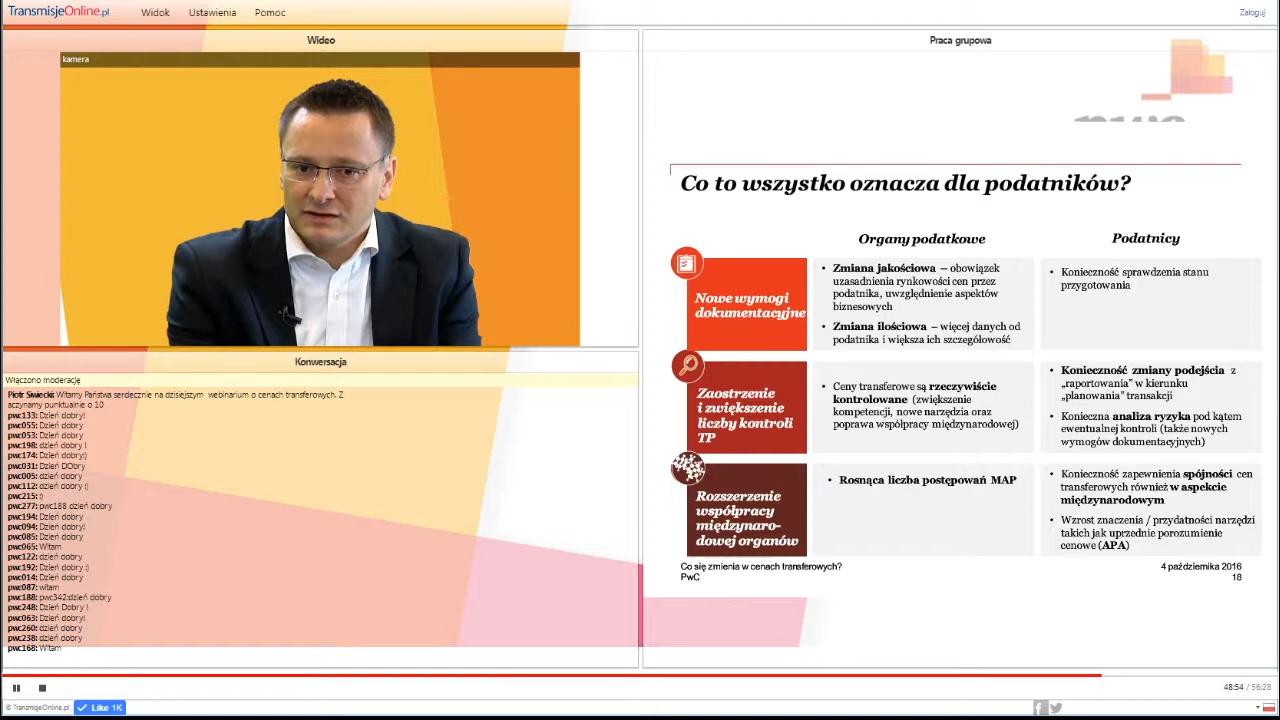 TransmisjeOnline.pl
Widok
Ustawienia
Pomoc
Zaloguj
Wideo
kamera
Konwersacja
Włączono moderację
Piotr Siwiecki: Witamy Państwa serdecznie na dzisiejszym webinarium o cenach transferowych. Z
aczynamy punktualnie o 10
pwc133: Dzień dobry!
pwc055: Dzień dobry
pwc053: Dzień dobry
pwc198: dzień dobry !
pwc174: Dzień dobry:)
pwc031: Dzień DObry
pwc005: dzień dobry
pwc112: dzień dobry :)
pwc215: :)
pwc277: pwc188 dzień dobry
pwc194: Dzień dobry
pwc094: Dzień dobry!
pwc085: Dzień dobry
pwc065: Witam
pwc122: dzień dobry
pwc192: Dzień dobry :)
pwc014: Dzień dobry
pwc087: witam
pwc188: pwc342:dzień dobry
pwc248: Dzień Dobry !
pwc063: Dzień dobry!
pwc260: dzień dobry
pwc238: dzień dobry
pwc168: Witam
Praca grupowa
pwc
Co to wszystko oznacza dla podatników?
Organy podatkowe
Podatnicy
Nowe wymogi
dokumentacyjne
• Zmiana jakościowa – obowiązek
uzasadnienia rynkowości cen przez
podatnika, uwzględnienie aspektów
biznesowych
• Zmiana ilościowa – więcej danych od
podatnika i większa ich szczegółowość
• Konieczność sprawdzenia stanu
przygotowania
Zaostrzenie
i zwiększenie
liczby kontroli
TP
• Ceny transferowe są rzeczywiście
kontrolowane (zwiększenie
kompetencji, nowe narzędzia oraz
poprawa współpracy międzynarodowej)
• Konieczność zmiany podejścia z
„raportowania” w kierunku
„planowania” transakcji
• Konieczna analiza ryzyka pod kątem
ewentualnej kontroli (także nowych
wymogów dokumentacyjnych)
Rozszerzenie
współpracy
międzynaro-
dowej organów
• Rosnąca liczba postępowań MAP
• Konieczność zapewnienia spójności cen
transferowych również w aspekcie
międzynarodowym
• Wzrost znaczenia / przydatności narzędzi
takich jak uprzednie porozumienie
cenowe (APA)
Co się zmienia w cenach transferowych?
PwC
4 października 2016
18
48:54 / 56:28
© TransmisjeOnline.pl
Like 1K